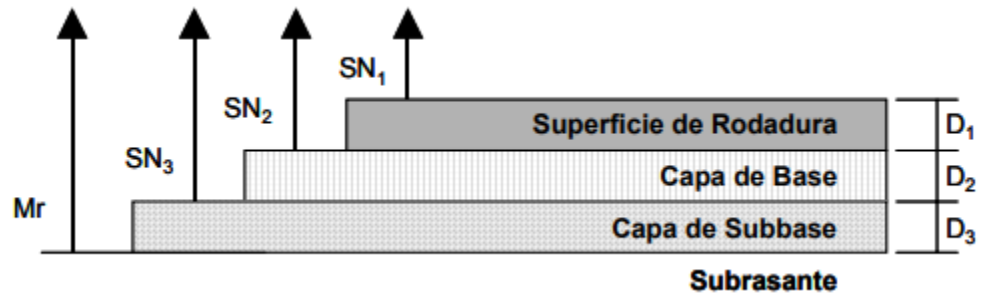 SN₁
Superficie de Rodadura
D₁
SN₂
Capa de Base
D₂
SN₃
Mr
Capa de Subbase
D₃
Subrasante